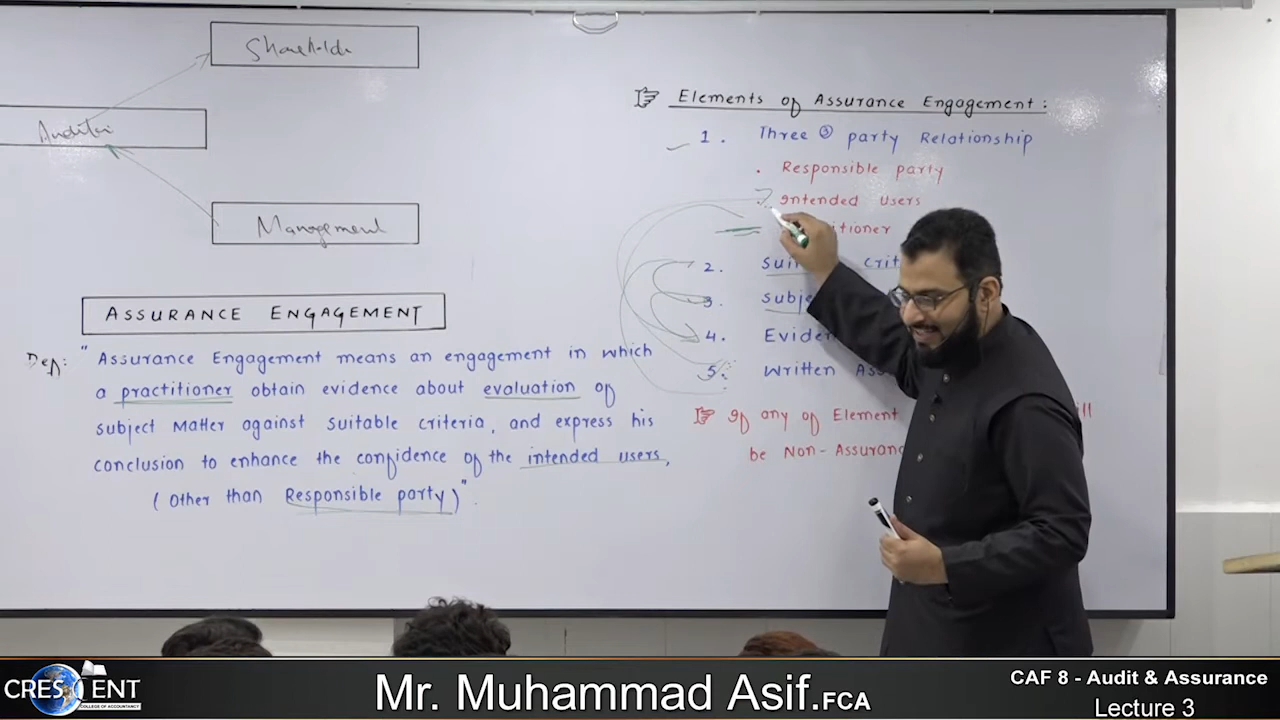 Shareholder
Auditor
Management
ASSURANCE ENGAGEMENT
Def: " Assurance Engagement means an engagement in which
a practitioner obtain evidence about evaluation of
subject Matter against suitable criteria, and express his
conclusion to enhance the confidence of the intended users,
( Other than Responsible party)".
Elements of Assurance Engagement:
1. Three ③ party Relationship
. Responsible party
. Intended Users
2.
3.
4.
5. Written
If any of Element
be Non-
CRESCENT
COLLEGE OF ACCOUNTANCY
Mr. Muhammad Asif.FCA
CAF 8 - Audit & Assurance
Lecture 3